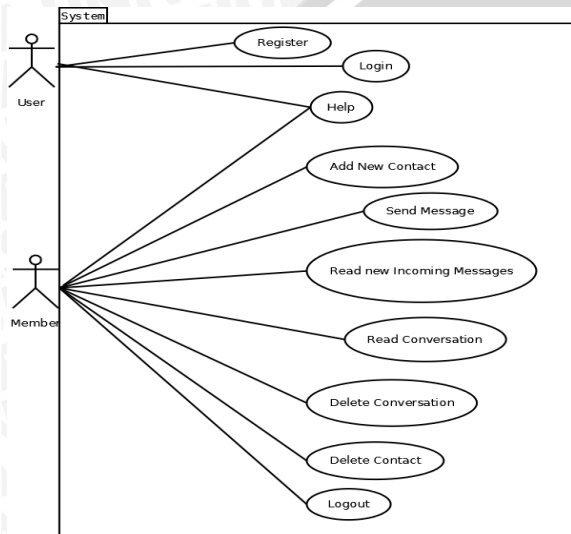 System
Register
Login
User
Help
Add New Contact
Send Message
Read new Incoming Messages
Member
Read Conversation
Delete Conversation
Delete Contact
Logout